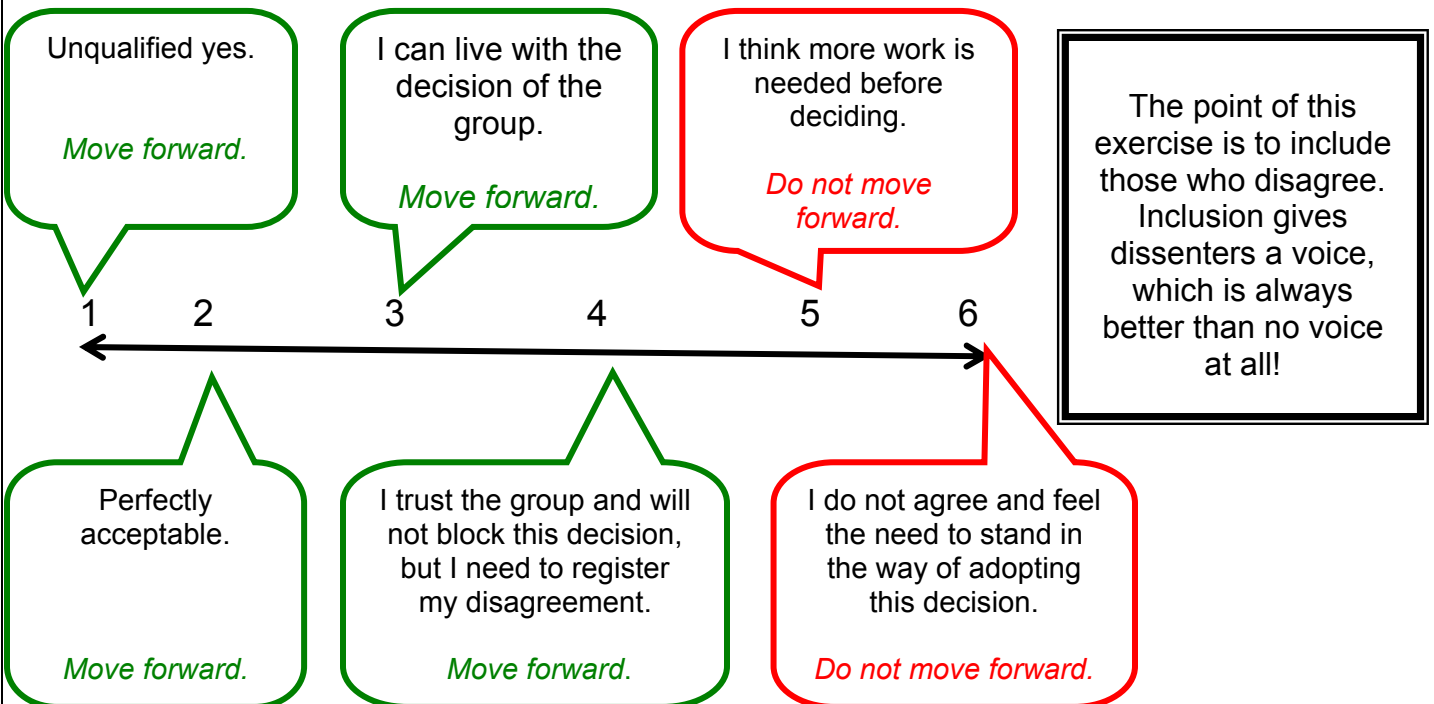 Unqualified yes.
Move forward.
I can live with the
decision of the
group.
Move forward.
I think more work is
needed before
deciding.
Do not move
forward.
The point of this
exercise is to include
those who disagree.
Inclusion gives
dissenters a voice,
which is always
better than no voice
at all!
1 2 3 4 5 6
Perfectly
acceptable.
Move forward.
I trust the group and will
not block this decision,
but I need to register
my disagreement.
Move forward.
I do not agree and feel
the need to stand in
the way of adopting
this decision.
Do not move forward.